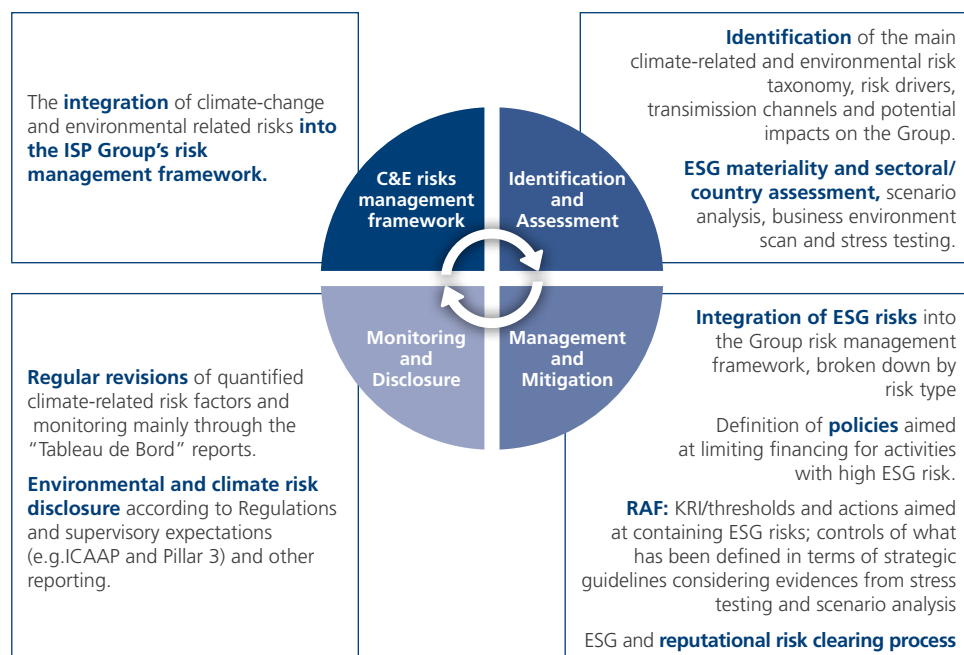 The integration of climate-change
and environmental related risks into
the ISP Group's risk
management framework.
C&E risks
management
framework
Identification
and
Assessment
Identification of the main
climate-related and environmental risk
taxonomy, risk drivers,
transimission channels and potential
impacts on the Group.
ESG materiality and sectoral/
country assessment, scenario
analysis, business environment
scan and stress testing.
Regular revisions of quantified
climate-related risk factors and
monitoring mainly through the
“Tableau de Bord” reports.
Environmental and climate risk
disclosure according to Regulations
and supervisory expectations
(e.g.ICAAP and Pillar 3) and other
reporting.
Monitoring
and
Disclosure
Management
and
Mitigation
Integration of ESG risks into
the Group risk management
framework, broken down by
risk type
Definition of policies aimed
at limiting financing for activities
with high ESG risk.
RAF: KRI/thresholds and actions aimed
at containing ESG risks; controls of what
has been defined in terms of strategic
guidelines considering evidences from stress
testing and scenario analysis
ESG and reputational risk clearing process